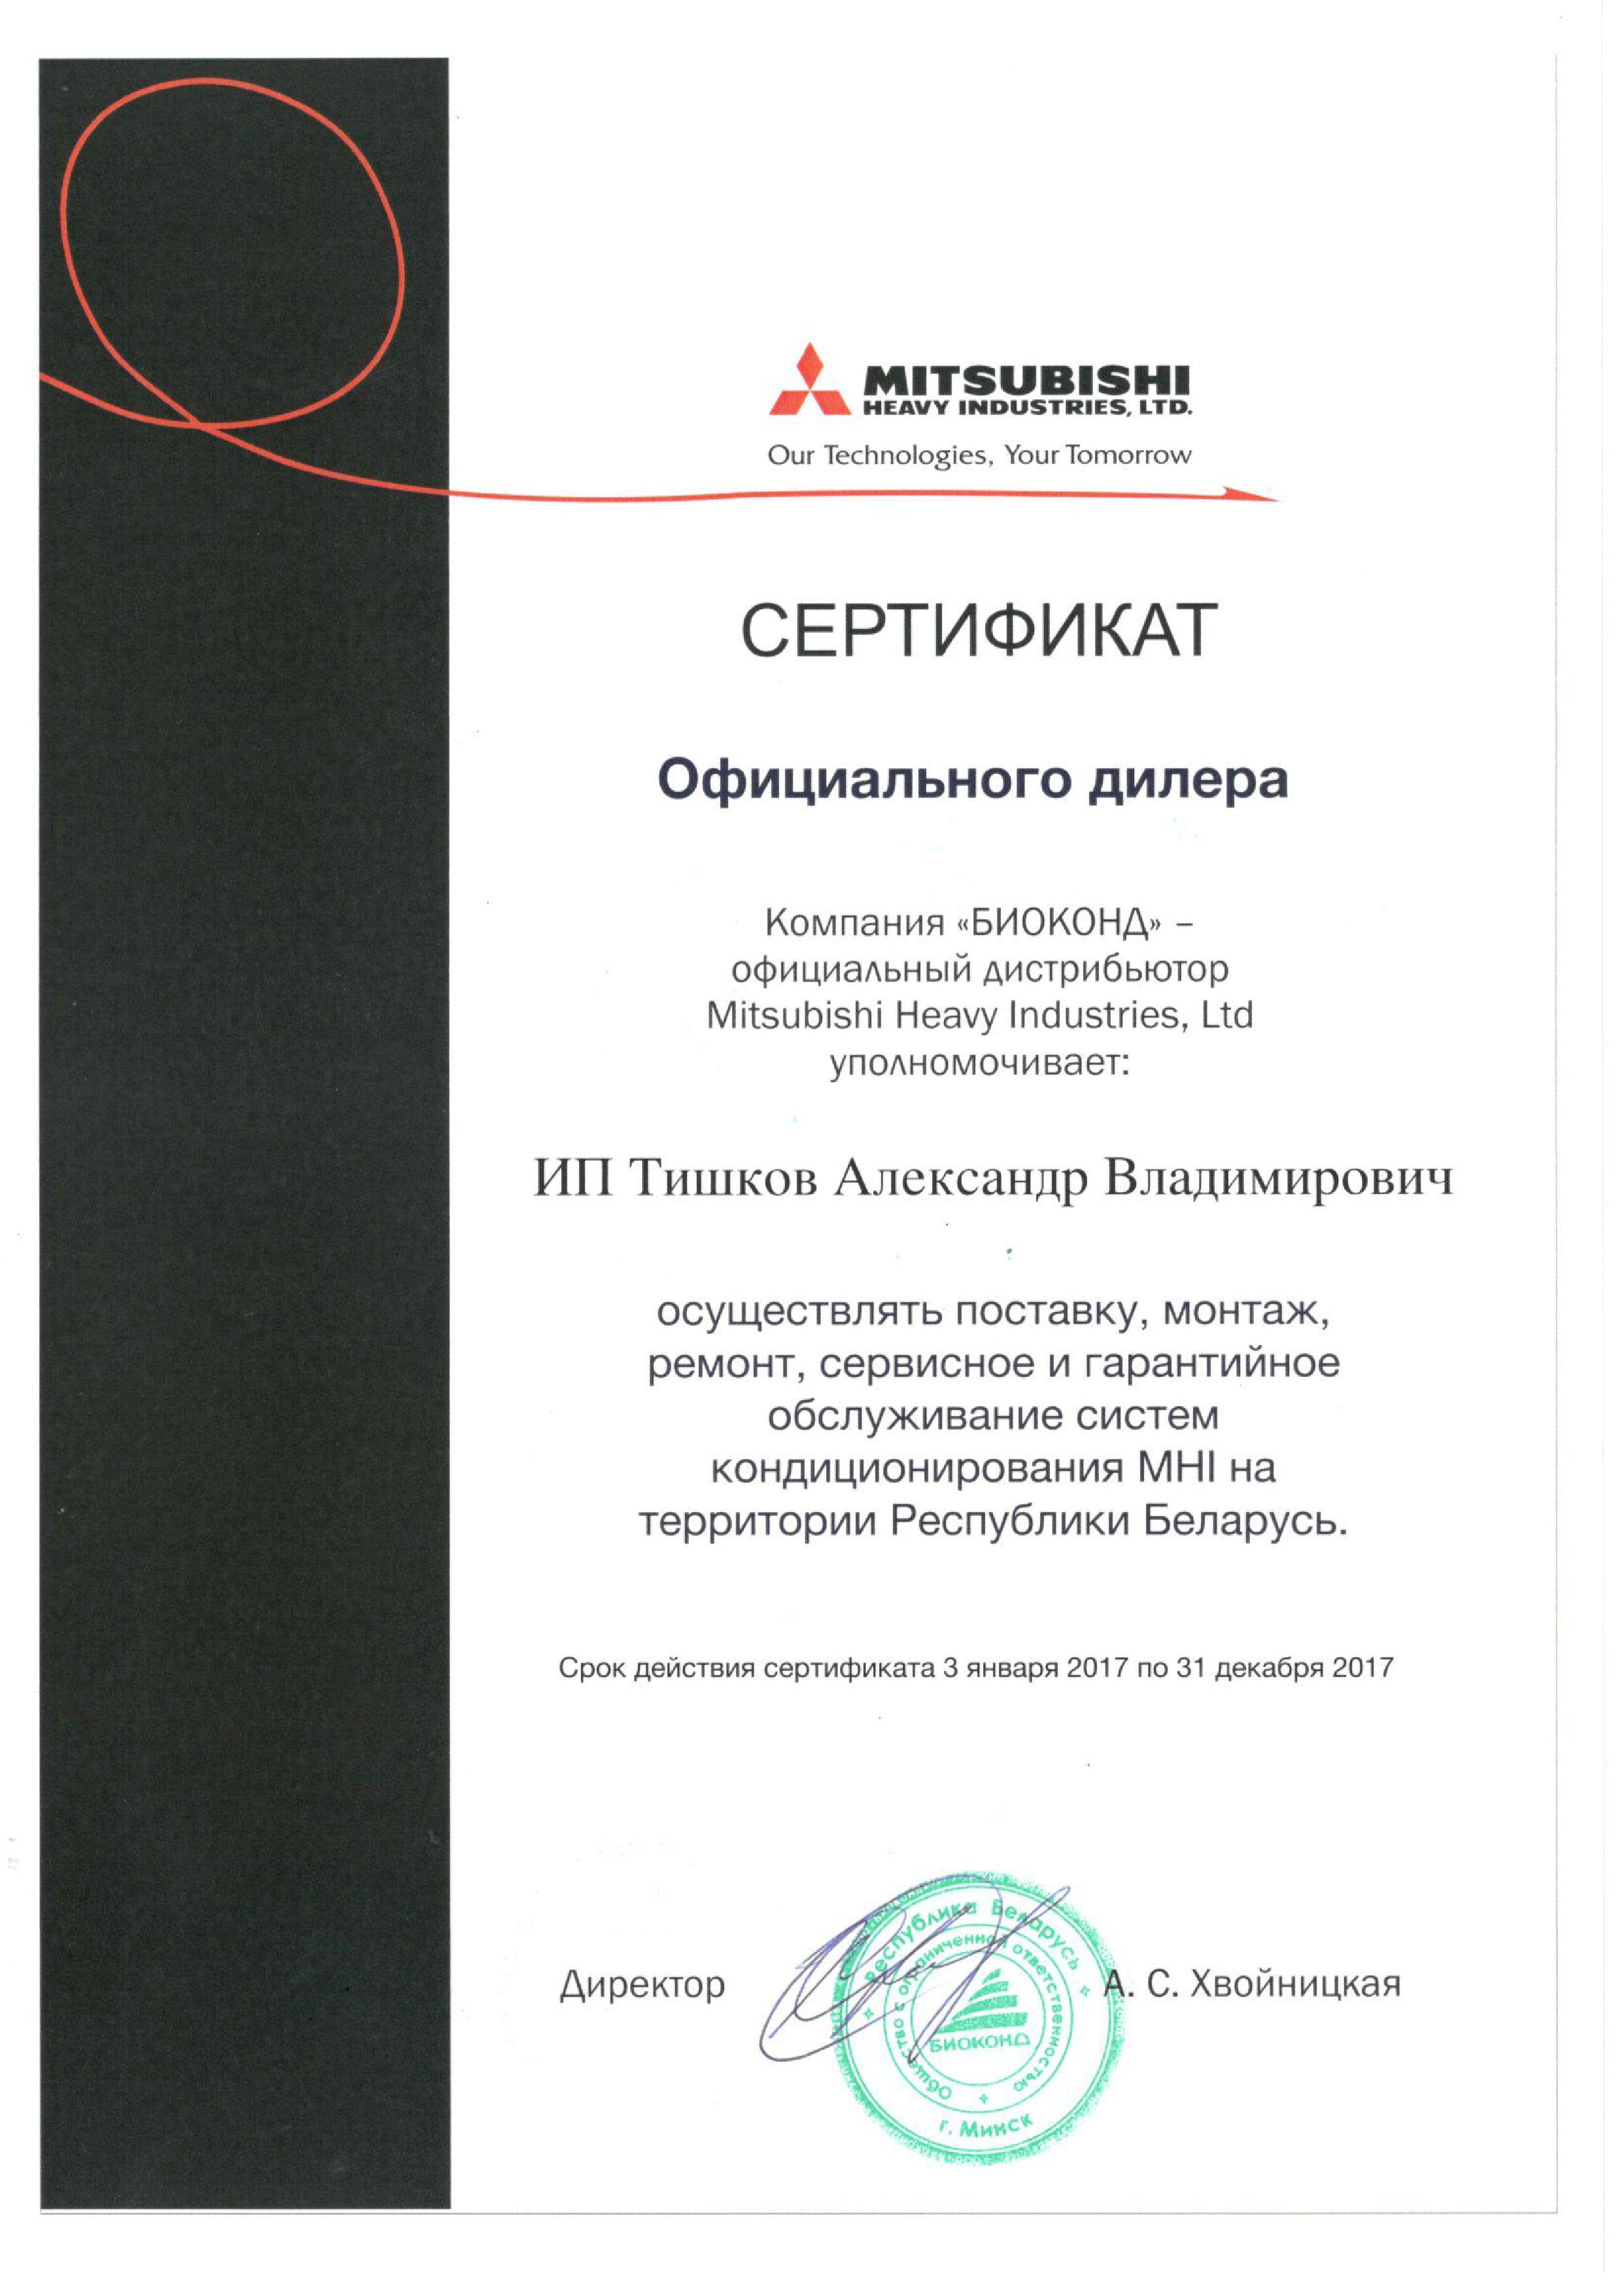 MITSUBISHI
HEAVY INDUSTRIES, LTD.
Our Technologies, Your Tomorrow
СЕРТИФИКАТ
Официального дилера
Компания «БИОКОНД» –
официальный дистрибьютор
Mitsubishi Heavy Industries, Ltd
уполномочивает:
ИП Тишков Александр Владимирович
осуществлять поставку, монтаж,
ремонт, сервисное и гарантийное
обслуживание систем
кондиционирования MHI на
территории Республики Беларусь.
Срок действия сертификата 3 января 2017 по 31 декабря 2017
Директор
А. С. Хвойницкая
Республика Беларусь
Общество с ограниченной ответственностью
БИОКОНД
г. Минск